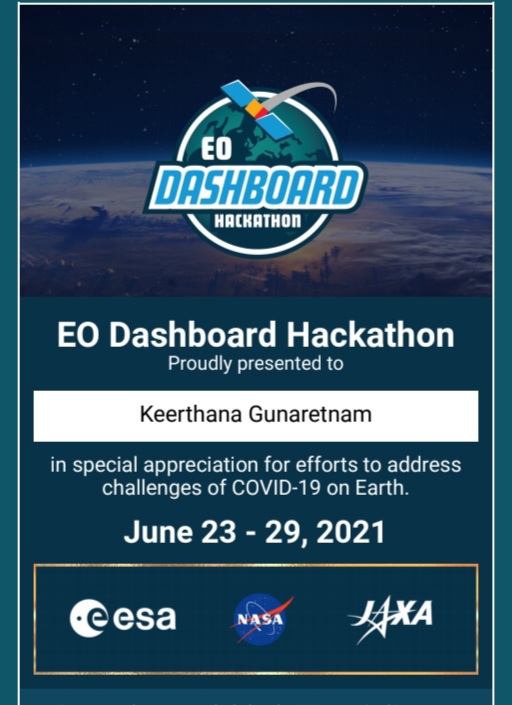 EO
DASHBOARD
HACKATHON
EO Dashboard Hackathon
Proudly presented to
Keerthana Gunaretnam
in special appreciation for efforts to address
challenges of COVID-19 on Earth.
June 23 - 29, 2021
esa NASA JAXA